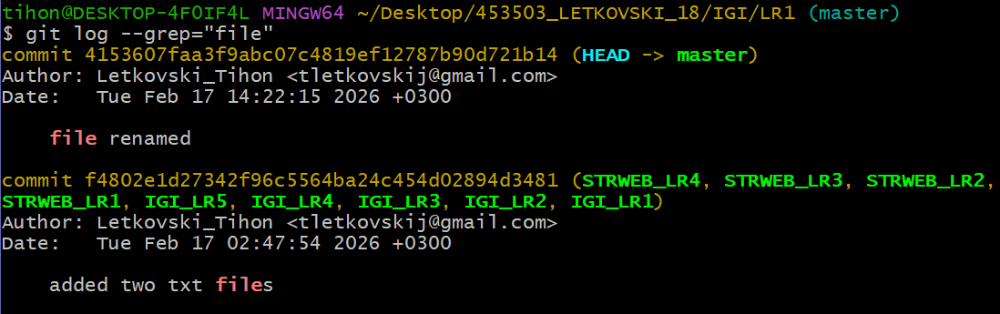 tihon@DESKTOP-4F0IF4L MINGW64 ~/Desktop/453503_LETKOVSKI_18/IGI/LR1 (master)
$ git log --grep="file"
commit 4153607faa3f9abc07c4819ef12787b90d721b14 (HEAD -> master)
Author: Letkovski_Tihon <tletkovskij@gmail.com>
Date:   Tue Feb 17 14:22:15 2026 +0300
    file renamed
commit f4802e1d27342f96c5564ba24c454d02894d3481 (STRWEB_LR4, STRWEB_LR3, STRWEB_LR2,
STRWEB_LR1, IGI_LR5, IGI_LR4, IGI_LR3, IGI_LR2, IGI_LR1)
Author: Letkovski_Tihon <tletkovskij@gmail.com>
Date:   Tue Feb 17 02:47:54 2026 +0300
    added two txt files